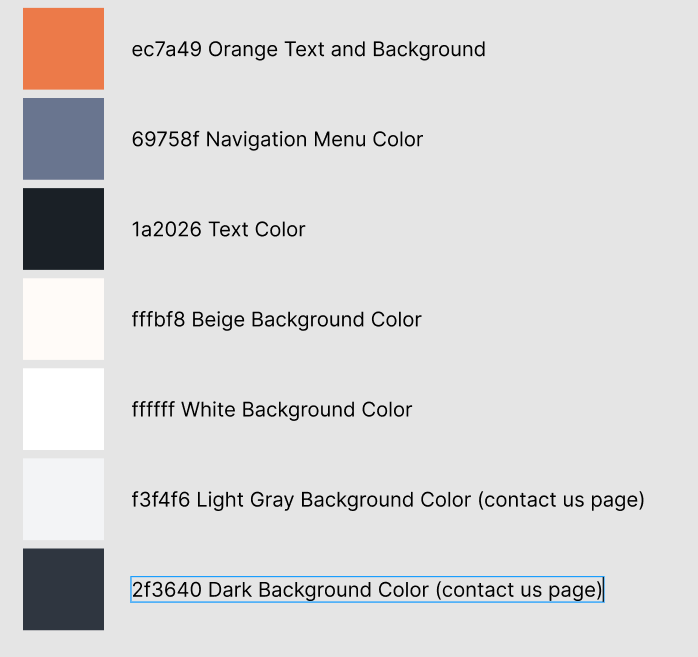 ec7a49 Orange Text and Background
69758f Navigation Menu Color
1a2026 Text Color
fffbf8 Beige Background Color
ffffff White Background Color
f3f4f6 Light Gray Background Color (contact us page)
2f3640 Dark Background Color (contact us page)